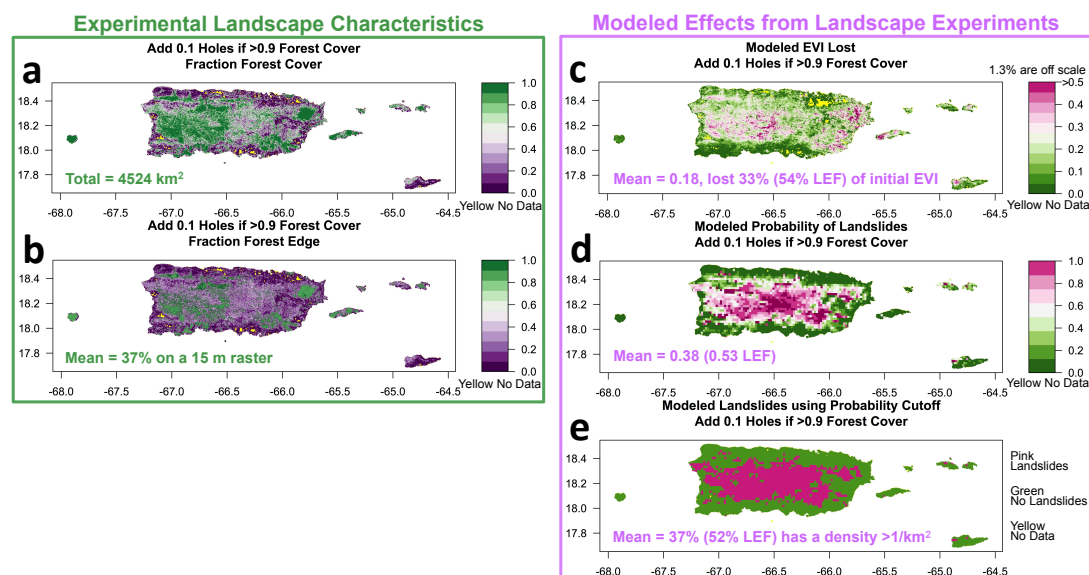 Experimental Landscape Characteristics
Add 0.1 Holes if >0.9 Forest Cover
Fraction Forest Cover
a
18.4
18.2
18.0
17.8
Total = 4524 km²
1.0
0.8
0.6
0.4
0.2
0.0
Yellow No Data
-68.0 -67.5 -67.0 -66.5 -66.0 -65.5 -65.0 -64.5
Add 0.1 Holes if >0.9 Forest Cover
Fraction Forest Edge
b
18.4
18.2
18.0
17.8
Mean = 37% on a 15 m raster
1.0
0.8
0.6
0.4
0.2
0.0
Yellow No Data
-68.0 -67.5 -67.0 -66.5 -66.0 -65.5 -65.0 -64.5
Modeled Effects from Landscape Experiments
Modeled EVI Lost
Add 0.1 Holes if >0.9 Forest Cover
c
1.3% are off scale
18.4
18.2
18.0
17.8
Mean = 0.18, lost 33% (54% LEF) of initial EVI
>0.5
0.4
0.3
0.2
0.1
0.0
Yellow No Data
-68.0 -67.5 -67.0 -66.5 -66.0 -65.5 -65.0 -64.5
Modeled Probability of Landslides
Add 0.1 Holes if >0.9 Forest Cover
d
18.4
18.2
18.0
17.8
Mean = 0.38 (0.53 LEF)
1.0
0.8
0.6
0.4
0.2
0.0
Yellow No Data
-68.0 -67.5 -67.0 -66.5 -66.0 -65.5 -65.0 -64.5
Modeled Landslides using Probability Cutoff
Add 0.1 Holes if >0.9 Forest Cover
e
18.4
18.2
18.0
17.8
Mean = 37% (52% LEF) has a density >1/km²
Pink
Landslides
Green
No Landslides
Yellow
No Data
-68.0 -67.5 -67.0 -66.5 -66.0 -65.5 -65.0 -64.5